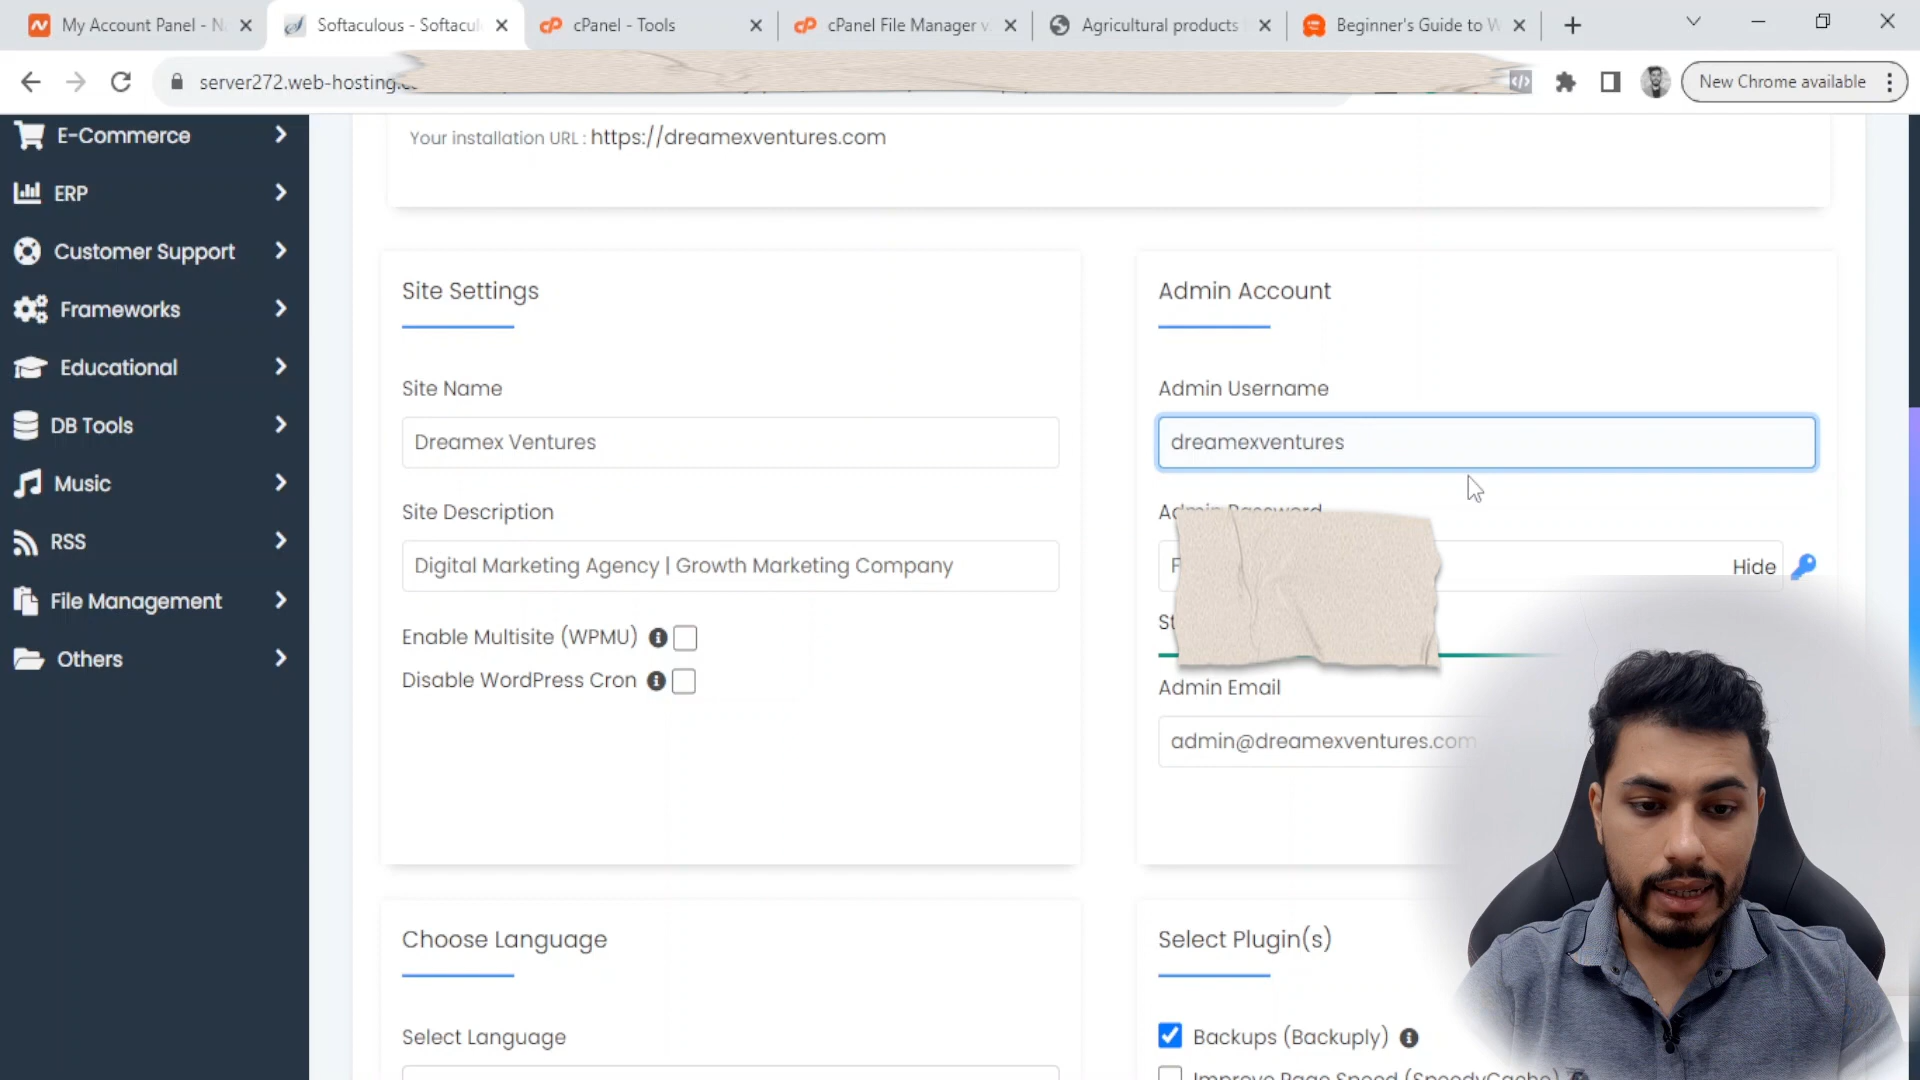 My Account Panel - N
Softaculous - Softacul
cPanel - Tools
cPanel File Manager v
Agricultural products
Beginner's Guide to W
server272.web-hosting.c
New Chrome available
E-Commerce
ERP
Customer Support
Frameworks
Educational
DB Tools
Music
RSS
File Management
Others
Your installation URL : https://dreamexventures.com
Site Settings
Site Name
Dreamex Ventures
Site Description
Digital Marketing Agency | Growth Marketing Company
Enable Multisite (WPMU)
Disable WordPress Cron
Admin Account
Admin Username
dreamexventures
Admin Password
Hide
St
Admin Email
admin@dreamexventures.com
Choose Language
Select Language
Select Plugin(s)
Backups (Backuply)
Improve Page Speed (SpeedyCache)